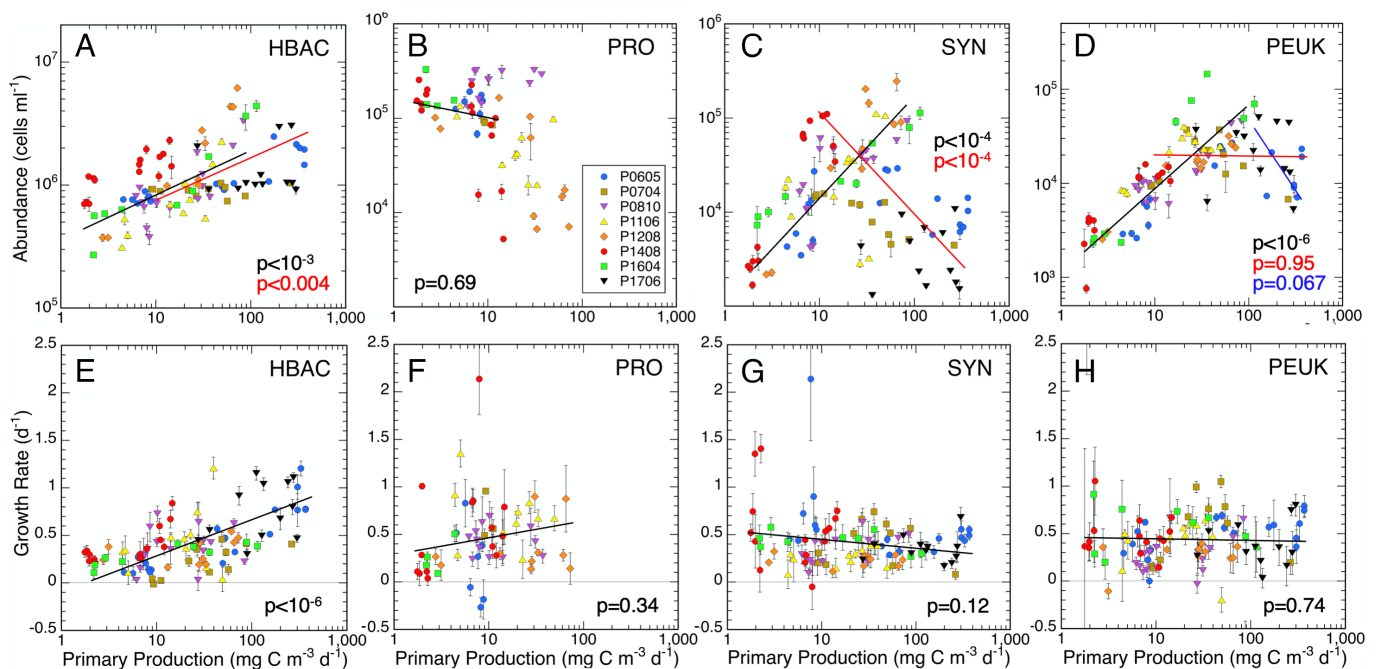 A HBAC
10^7
10^6
10^5
Abundance (cells ml^-1)
p<10^-3
p<0.004
1 10 100 1,000
B PRO
10^6
10^5
10^4
p=0.69
P0605
P0704
P0810
P1106
P1208
P1408
P1604
P1706
1 10 100 1,000
C SYN
10^6
10^5
10^4
p<10^-4
p<10^-4
1 10 100 1,000
D PEUK
10^5
10^4
10^3
p<10^-6
p=0.95
p=0.067
1 10 100 1,000
E HBAC
2.5
2
1.5
1
0.5
0
-0.5
Growth Rate (d^-1)
p<10^-6
1 10 100 1,000
Primary Production (mg C m^-3 d^-1)
F PRO
2.5
2
1.5
1
0.5
0
-0.5
p=0.34
1 10 100 1,000
Primary Production (mg C m^-3 d^-1)
G SYN
2.5
2
1.5
1
0.5
0
-0.5
p=0.12
1 10 100 1,000
Primary Production (mg C m^-3 d^-1)
H PEUK
2.5
2
1.5
1
0.5
0
-0.5
p=0.74
1 10 100 1,000
Primary Production (mg C m^-3 d^-1)